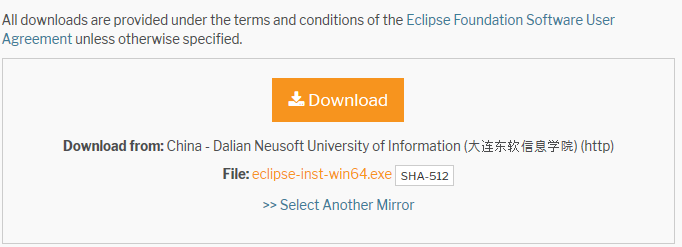 All downloads are provided under the terms and conditions of the Eclipse Foundation Software User
Agreement unless otherwise specified.
Download
Download from: China - Dalian Neusoft University of Information (大连东软信息学院) (http)
File: eclipse-inst-win64.exe SHA-512
>> Select Another Mirror